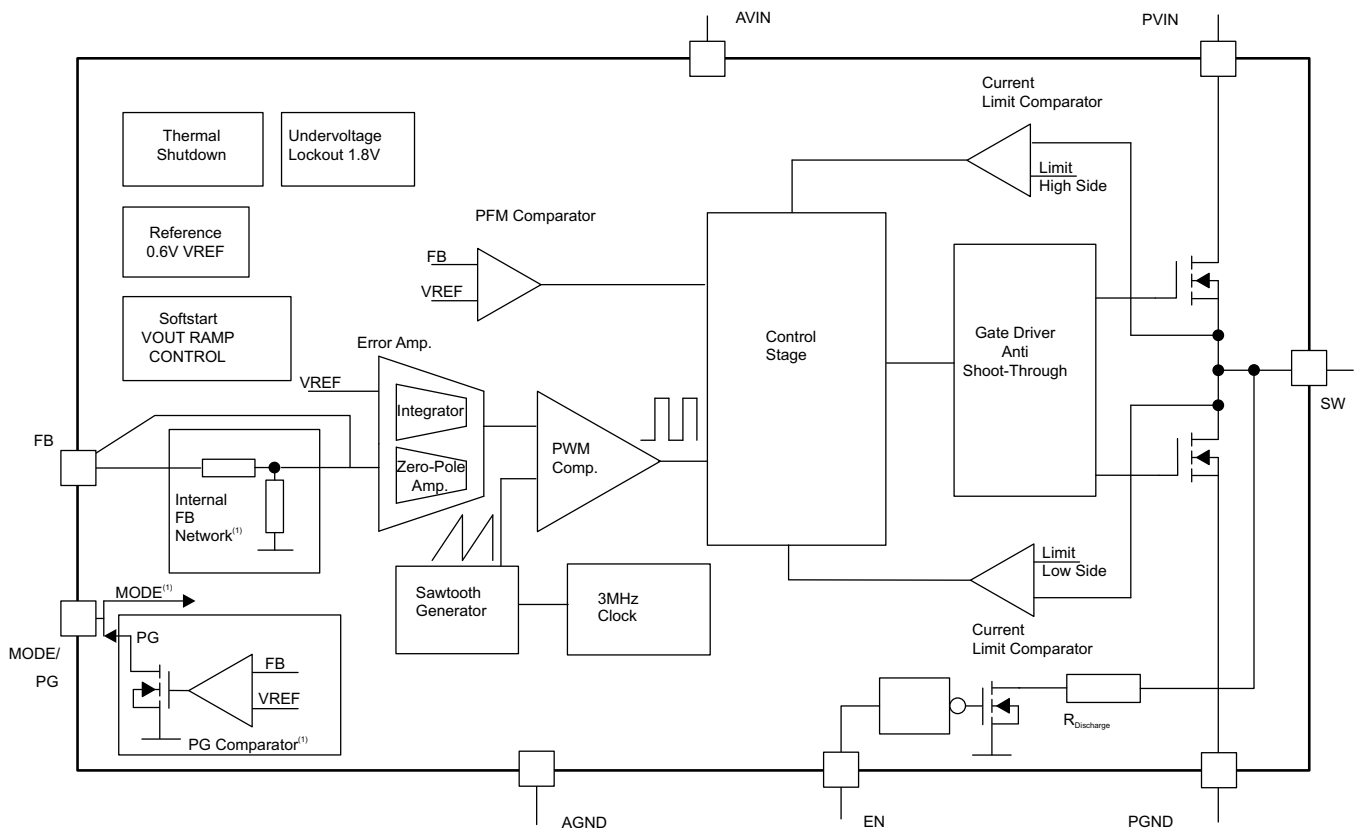 AVIN
PVIN
Current
Limit Comparator
Thermal
Shutdown
Undervoltage
Lockout 1.8V
Limit
High Side
PFM Comparator
Reference
0.6V VREF
FB
VREF
Softstart
VOUT RAMP
CONTROL
Control
Stage
Gate Driver
Anti
Shoot-Through
Error Amp.
VREF
Integrator
SW
FB
PWM
Comp.
Zero-Pole
Amp.
Internal
FB
Network(1)
Limit
Low Side
Sawtooth
Generator
3MHz
Clock
MODE(1)
PG
Current
Limit Comparator
MODE/
PG
FB
VREF
PG Comparator(1)
RDischarge
AGND
EN
PGND